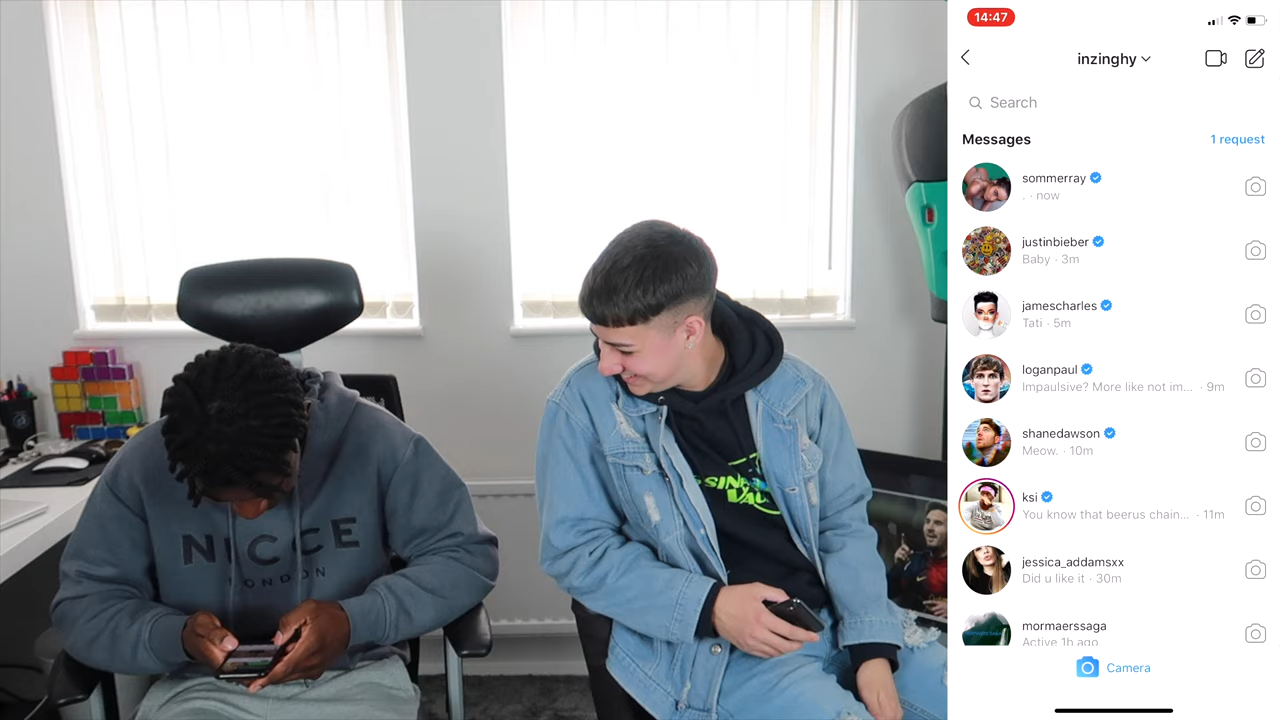 NICCE
LONDON
14:47
inzinghy
Search
Messages
1 request
sommerray
. · now
justinbieber
Baby · 3m
jamescharles
Tati · 5m
loganpaul
Impaulsive? More like not im... · 9m
shanedawson
Meow. · 10m
ksi
You know that beerus chain... · 11m
jessica_addamsxx
Did u like it · 30m
mormaerssaga
Active 1h ago
Camera